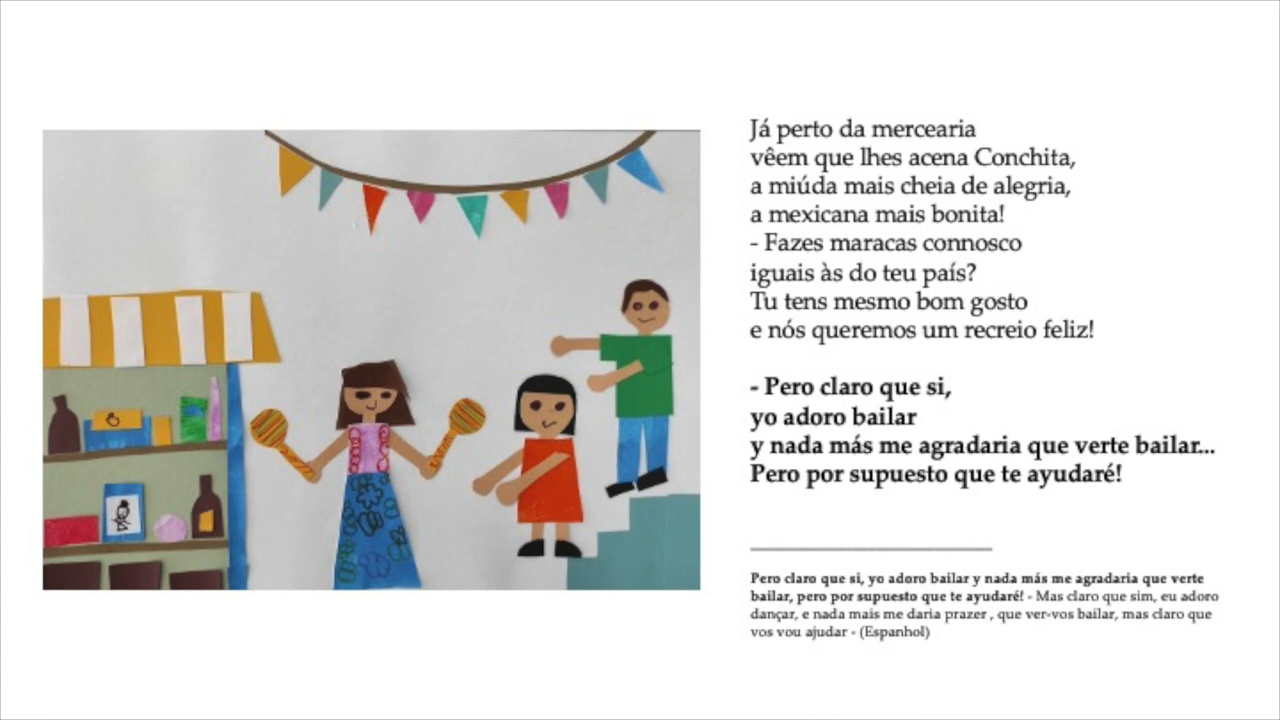 Já perto da mercearia
vêem que lhes acena Conchita,
a miúda mais cheia de alegria,
a mexicana mais bonita!
- Fazes maracas connosco
iguais às do teu país?
Tu tens mesmo bom gosto
e nós queremos um recreio feliz!
- Pero claro que si,
yo adoro bailar
y nada más me agradaria que verte bailar...
Pero por supuesto que te ayudaré!
Pero claro que si, yo adoro bailar y nada más me agradaria que verte
bailar, pero por supuesto que te ayudaré! - Mas claro que sim, eu adoro
dançar, e nada mais me daria prazer , que ver-vos bailar, mas claro que
vos vou ajudar - (Espanhol)